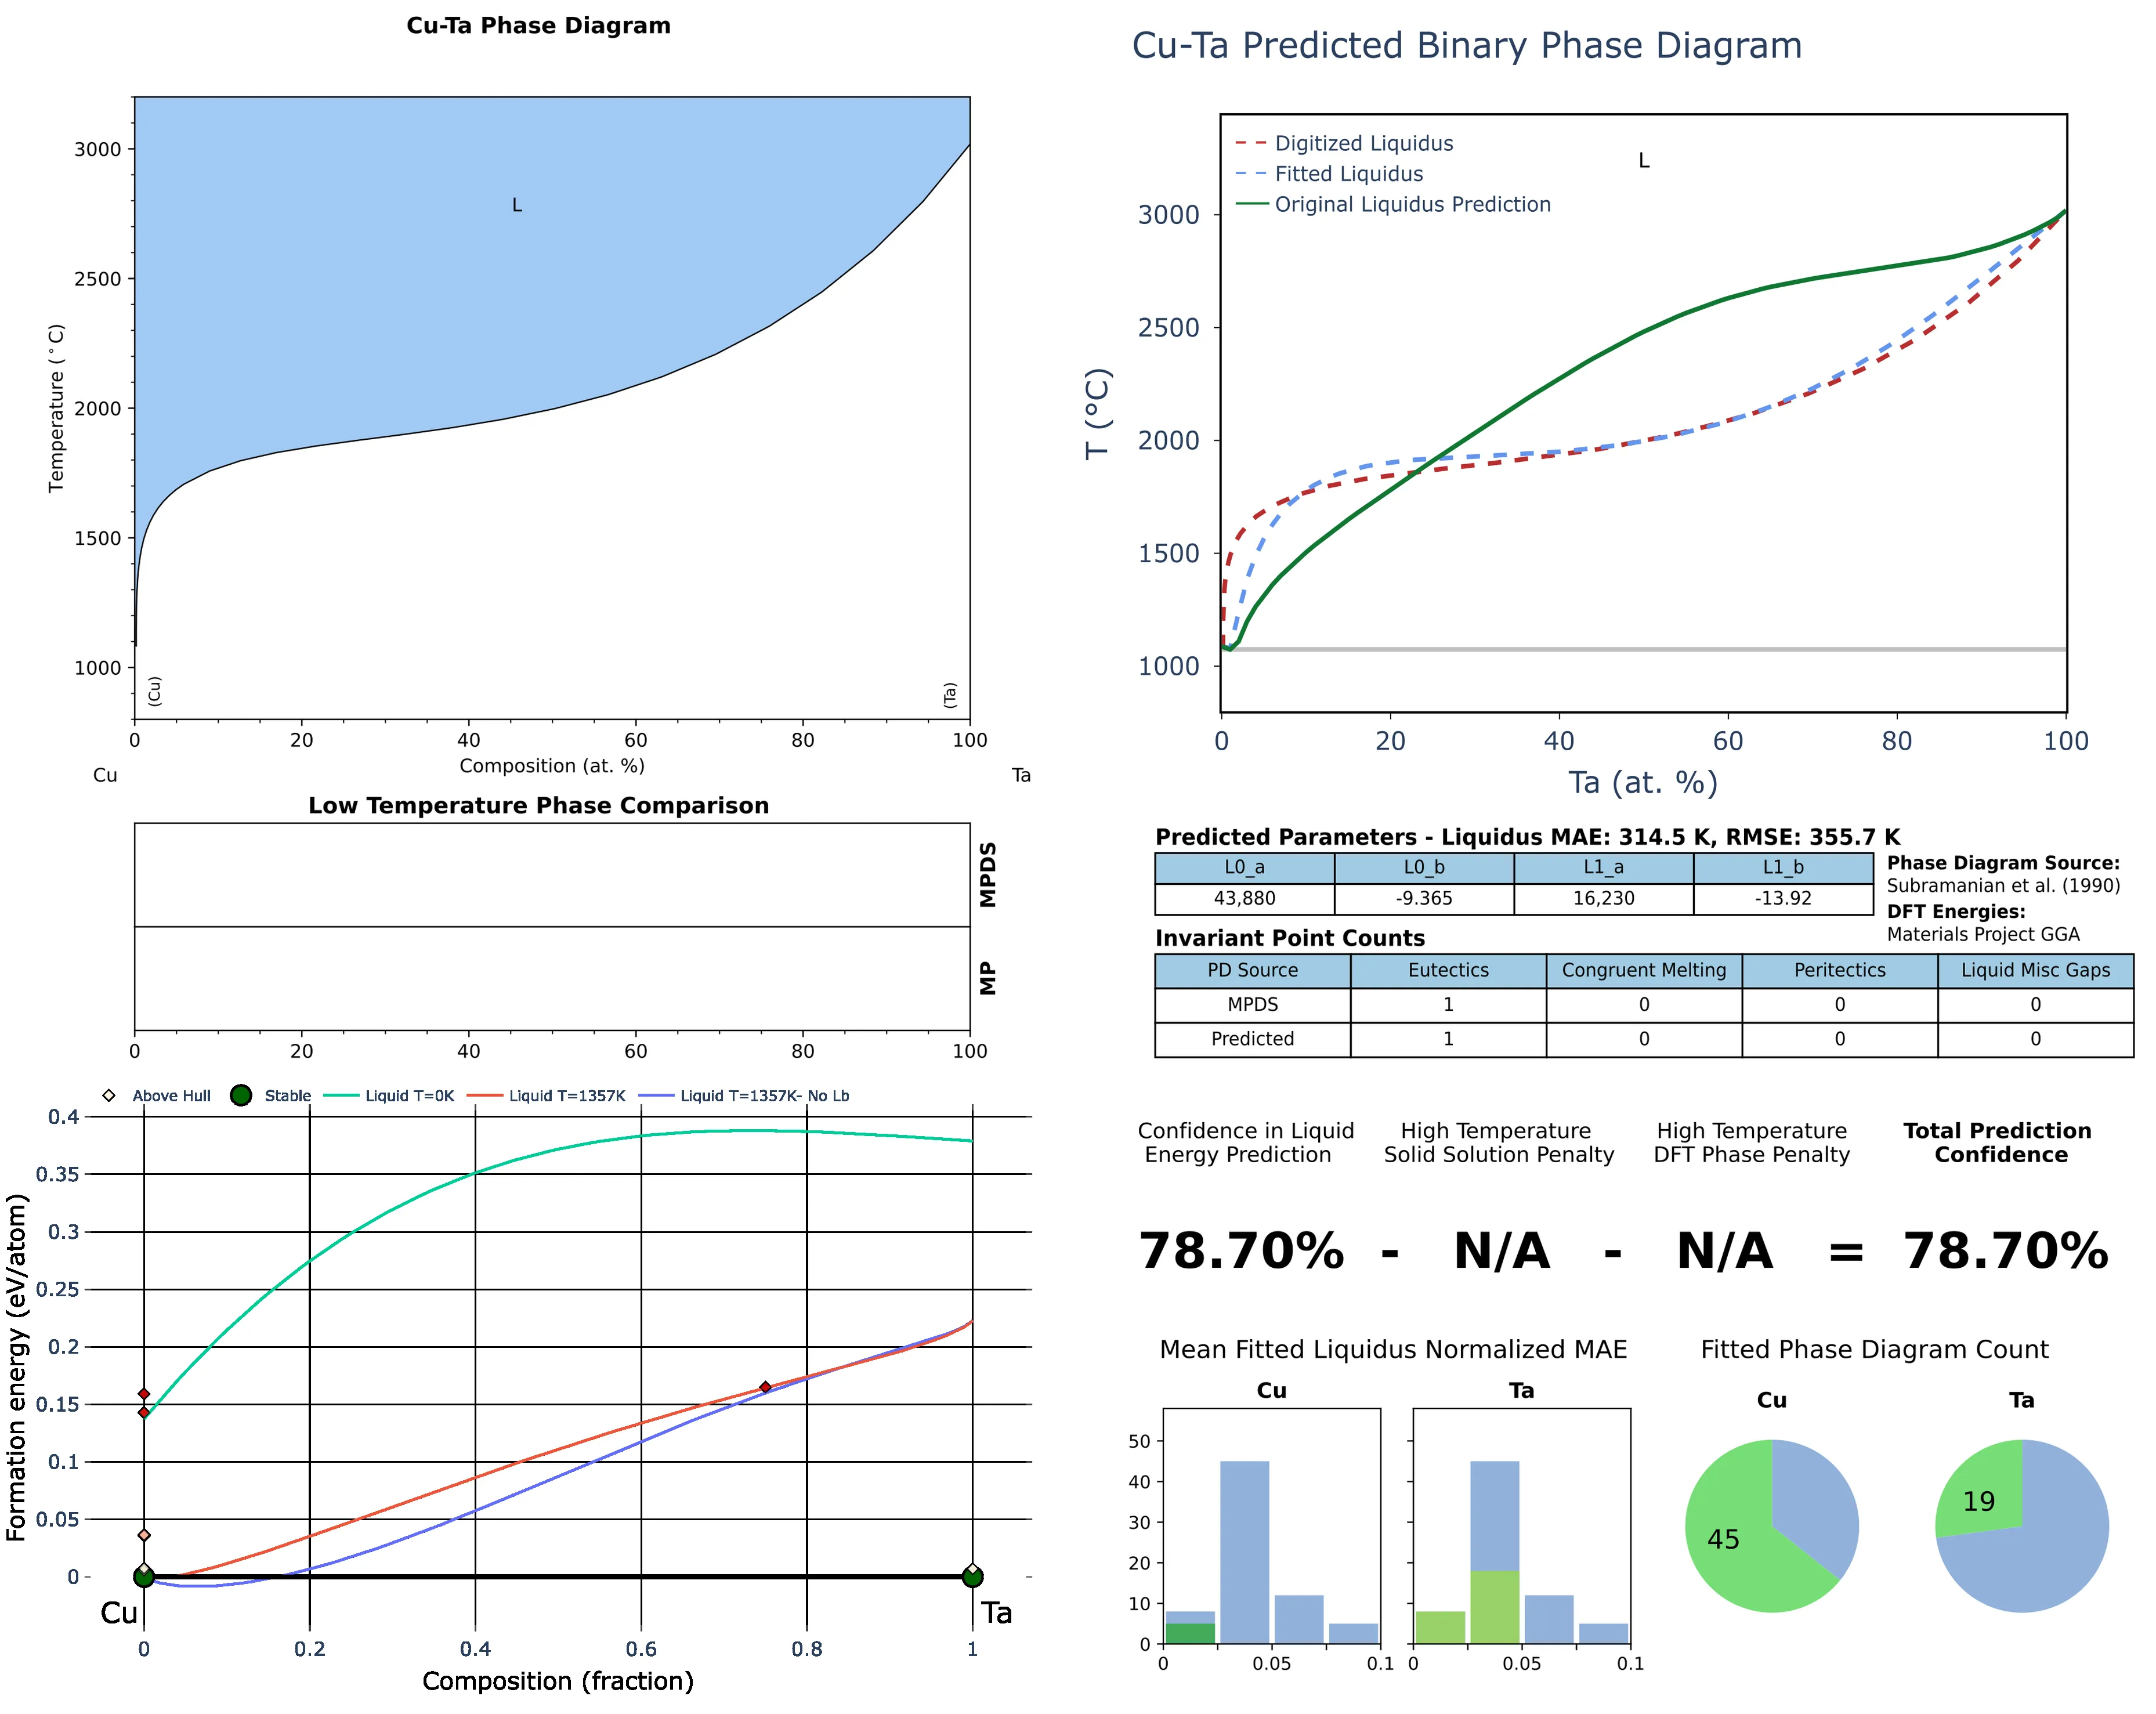 Cu-Ta Phase Diagram
3000
2500
2000
1500
1000
Temperature (°C)
L
(Cu)
(Ta)
0 20 40 60 80 100
Composition (at. %)
Cu Ta
Low Temperature Phase Comparison
MPDS
MP
0 20 40 60 80 100
Above Hull Stable Liquid T=0K Liquid T=1357K Liquid T=1357K- No Lb
0.4
0.35
0.3
0.25
0.2
0.15
0.1
0.05
0
Formation energy (eV/atom)
Cu Ta
0 0.2 0.4 0.6 0.8 1
Composition (fraction)
Cu-Ta Predicted Binary Phase Diagram
Digitized Liquidus
Fitted Liquidus
Original Liquidus Prediction
L
3000
2500
2000
1500
1000
T (°C)
0 20 40 60 80 100
Ta (at. %)
Predicted Parameters - Liquidus MAE: 314.5 K, RMSE: 355.7 K
L0_a L0_b L1_a L1_b
43,880 -9.365 16,230 -13.92
Phase Diagram Source:
Subramanian et al. (1990)
DFT Energies:
Materials Project GGA
Invariant Point Counts
PD Source Eutectics Congruent Melting Peritectics Liquid Misc Gaps
MPDS 1 0 0 0
Predicted 1 0 0 0
Confidence in Liquid
Energy Prediction
High Temperature
Solid Solution Penalty
High Temperature
DFT Phase Penalty
Total Prediction
Confidence
78.70% - N/A - N/A = 78.70%
Mean Fitted Liquidus Normalized MAE
Cu Ta
50
40
30
20
10
0
0 0.05 0.1 0 0.05 0.1
Fitted Phase Diagram Count
Cu Ta
45 19